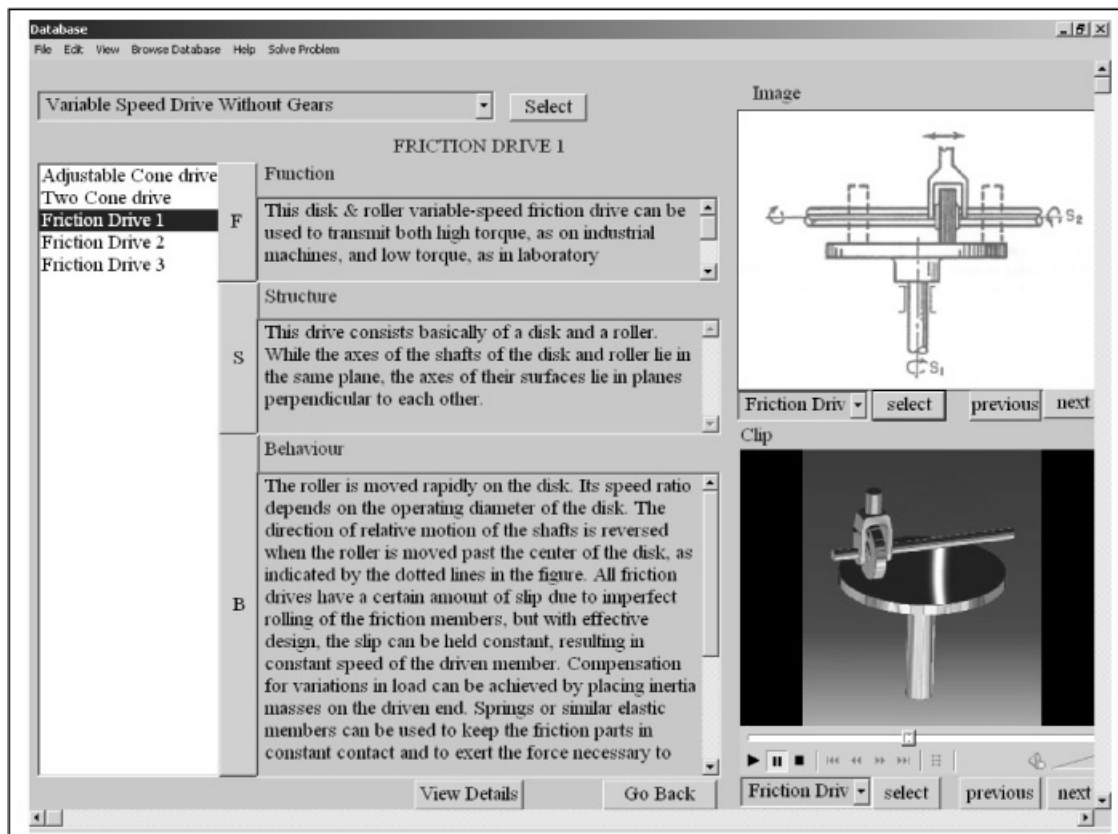 Database
File Edit View Browse Database Help Solve Problem
Variable Speed Drive Without Gears
Select
FRICTION DRIVE 1
Adjustable Cone drive
Two Cone drive
Friction Drive 1
Friction Drive 2
Friction Drive 3
F
Function
This disk & roller variable-speed friction drive can be
used to transmit both high torque, as on industrial
machines, and low torque, as in laboratory
S
Structure
This drive consists basically of a disk and a roller.
While the axes of the shafts of the disk and roller lie in
the same plane, the axes of their surfaces lie in planes
perpendicular to each other.
B
Behaviour
The roller is moved rapidly on the disk. Its speed ratio
depends on the operating diameter of the disk. The
direction of relative motion of the shafts is reversed
when the roller is moved past the center of the disk, as
indicated by the dotted lines in the figure. All friction
drives have a certain amount of slip due to imperfect
rolling of the friction members, but with effective
design, the slip can be held constant, resulting in
constant speed of the driven member. Compensation
for variations in load can be achieved by placing inertia
masses on the driven end. Springs or similar elastic
members can be used to keep the friction parts in
constant contact and to exert the force necessary to
View Details
Go Back
Image
S2
S1
Friction Driv
select
previous
next
Clip
Friction Driv
select
previous
next